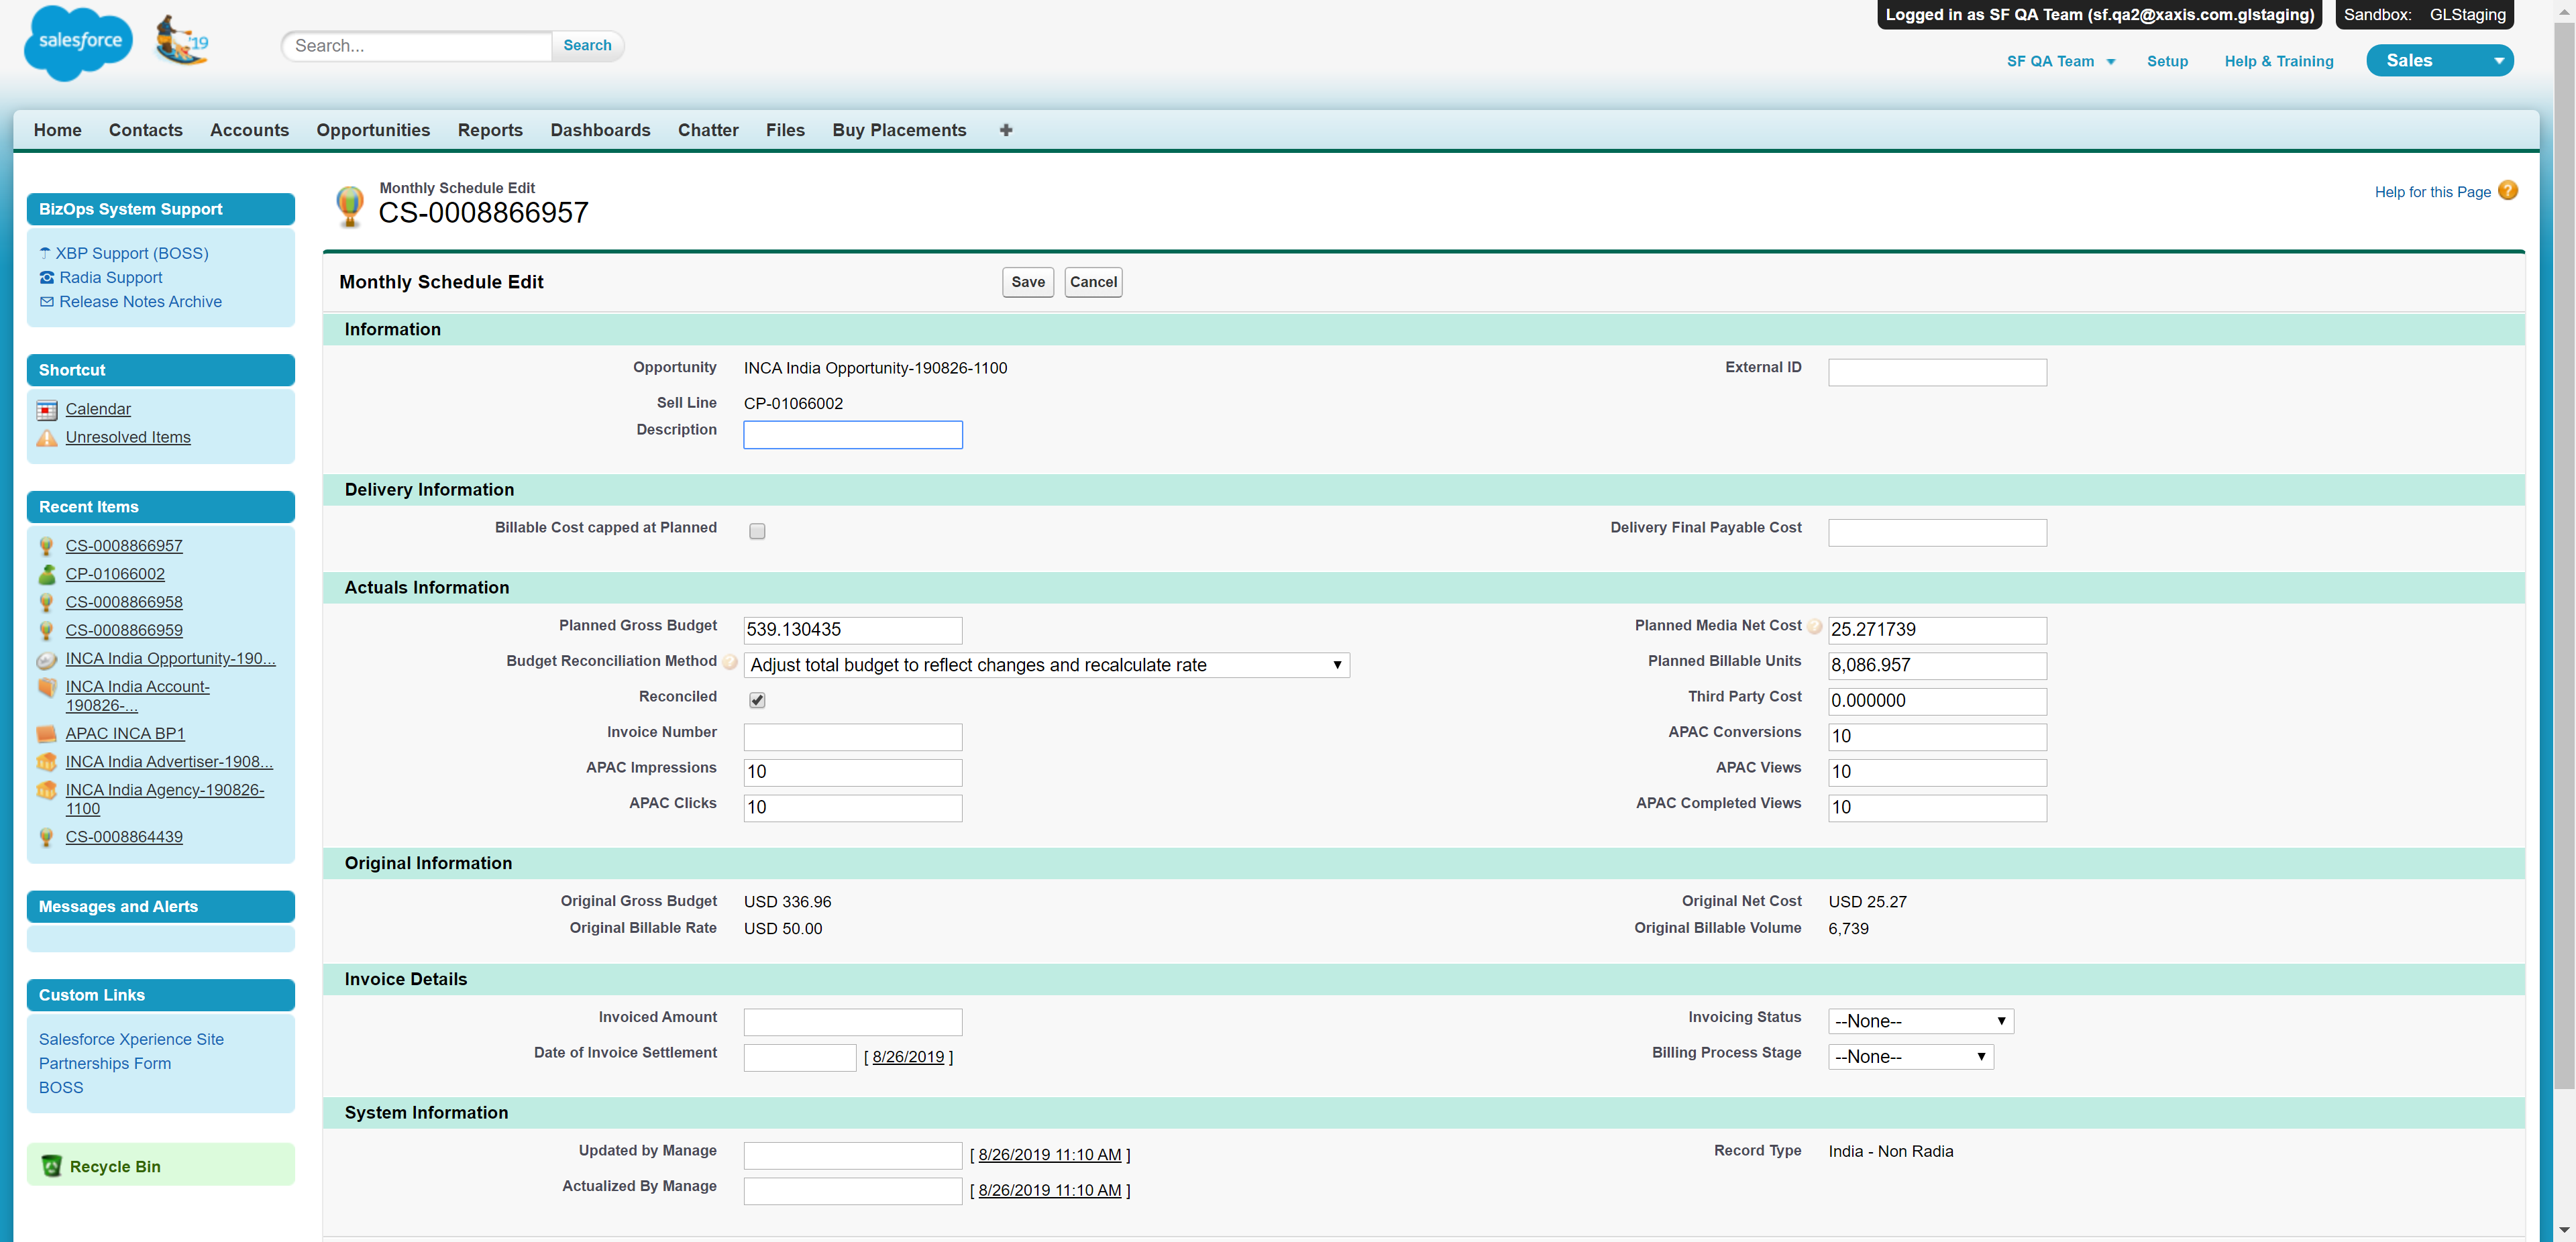 Logged in as SF QA Team (sf.qa2@xaxis.com.glstaging)
Sandbox: GLStaging
salesforce
'19
Search...
Search
SF QA Team
Setup
Help & Training
Sales
Home Contacts Accounts Opportunities Reports Dashboards Chatter Files Buy Placements
BizOps System Support
XBP Support (BOSS)
Radia Support
Release Notes Archive
Shortcut
Calendar
Unresolved Items
Recent Items
CS-0008866957
CP-01066002
CS-0008866958
CS-0008866959
INCA India Opportunity-190...
INCA India Account-
190826-...
APAC INCA BP1
INCA India Advertiser-1908...
INCA India Agency-190826-
1100
CS-0008864439
Messages and Alerts
Custom Links
Salesforce Xperience Site
Partnerships Form
BOSS
Recycle Bin
Monthly Schedule Edit
CS-0008866957
Help for this Page ?
Monthly Schedule Edit
Save Cancel
Information
Opportunity INCA India Opportunity-190826-1100
External ID
Sell Line CP-01066002
Description
Delivery Information
Billable Cost capped at Planned
Delivery Final Payable Cost
Actuals Information
Planned Gross Budget 539.130435
Planned Media Net Cost ? 25.271739
Budget Reconciliation Method ? Adjust total budget to reflect changes and recalculate rate
Planned Billable Units 8,086.957
Reconciled
Third Party Cost 0.000000
Invoice Number
APAC Conversions 10
APAC Impressions 10
APAC Views 10
APAC Clicks 10
APAC Completed Views 10
Original Information
Original Gross Budget USD 336.96
Original Net Cost USD 25.27
Original Billable Rate USD 50.00
Original Billable Volume 6,739
Invoice Details
Invoiced Amount
Invoicing Status --None--
Date of Invoice Settlement [ 8/26/2019 ]
Billing Process Stage --None--
System Information
Updated by Manage [ 8/26/2019 11:10 AM ]
Record Type India - Non Radia
Actualized By Manage [ 8/26/2019 11:10 AM ]